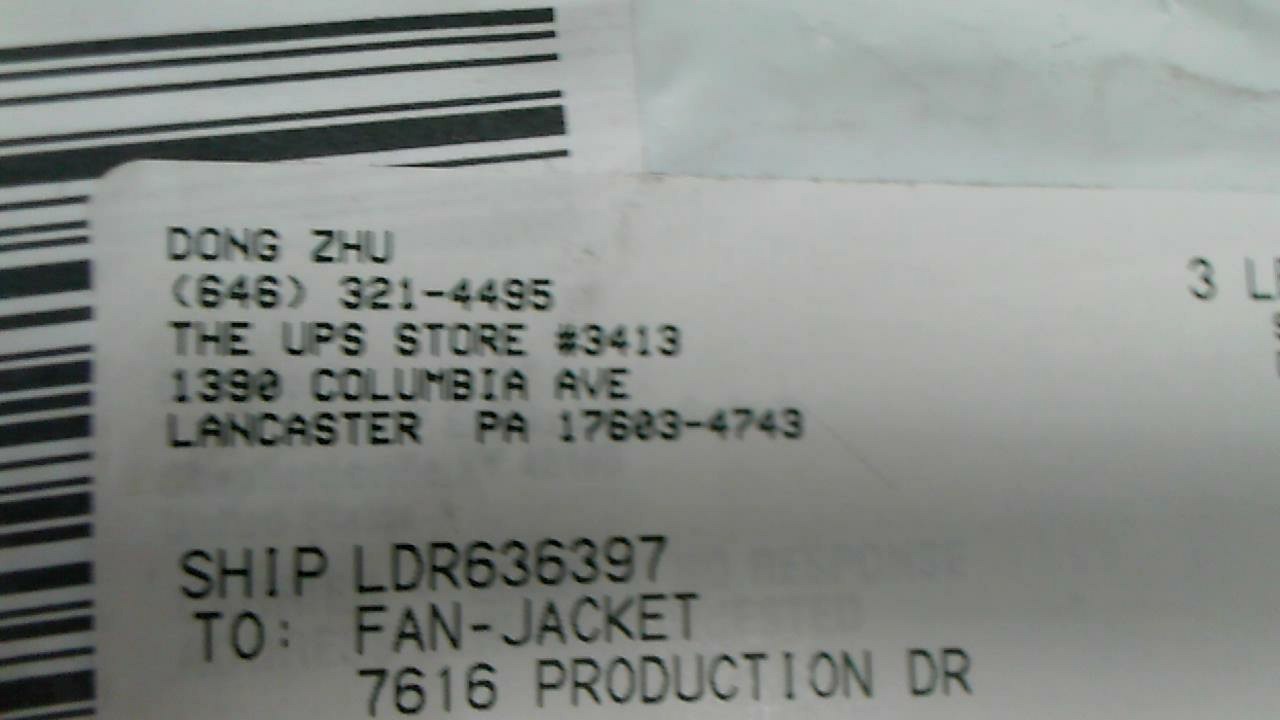 DONG ZHU
(646) 321-4495
THE UPS STORE #3413
1390 COLUMBIA AVE
LANCASTER PA 17603-4743
3
SHIP LDR636397
TO: FAN-JACKET
7616 PRODUCTION DR